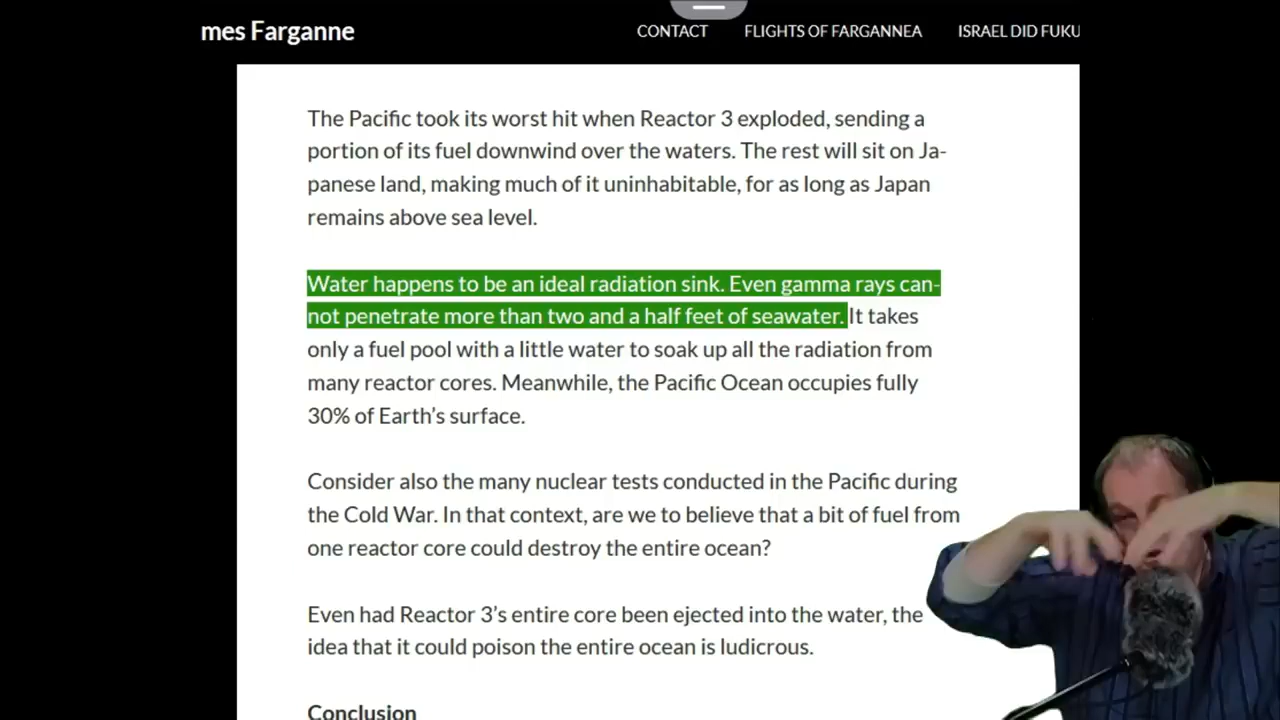 mes Farganne
CONTACT FLIGHTS OF FARGANNEA ISRAEL DID FUKU
The Pacific took its worst hit when Reactor 3 exploded, sending a
portion of its fuel downwind over the waters. The rest will sit on Ja-
panese land, making much of it uninhabitable, for as long as Japan
remains above sea level.
Water happens to be an ideal radiation sink. Even gamma rays can-
not penetrate more than two and a half feet of seawater. It takes
only a fuel pool with a little water to soak up all the radiation from
many reactor cores. Meanwhile, the Pacific Ocean occupies fully
30% of Earth’s surface.
Consider also the many nuclear tests conducted in the Pacific during
the Cold War. In that context, are we to believe that a bit of fuel from
one reactor core could destroy the entire ocean?
Even had Reactor 3’s entire core been ejected into the water, the
idea that it could poison the entire ocean is ludicrous.
Conclusion